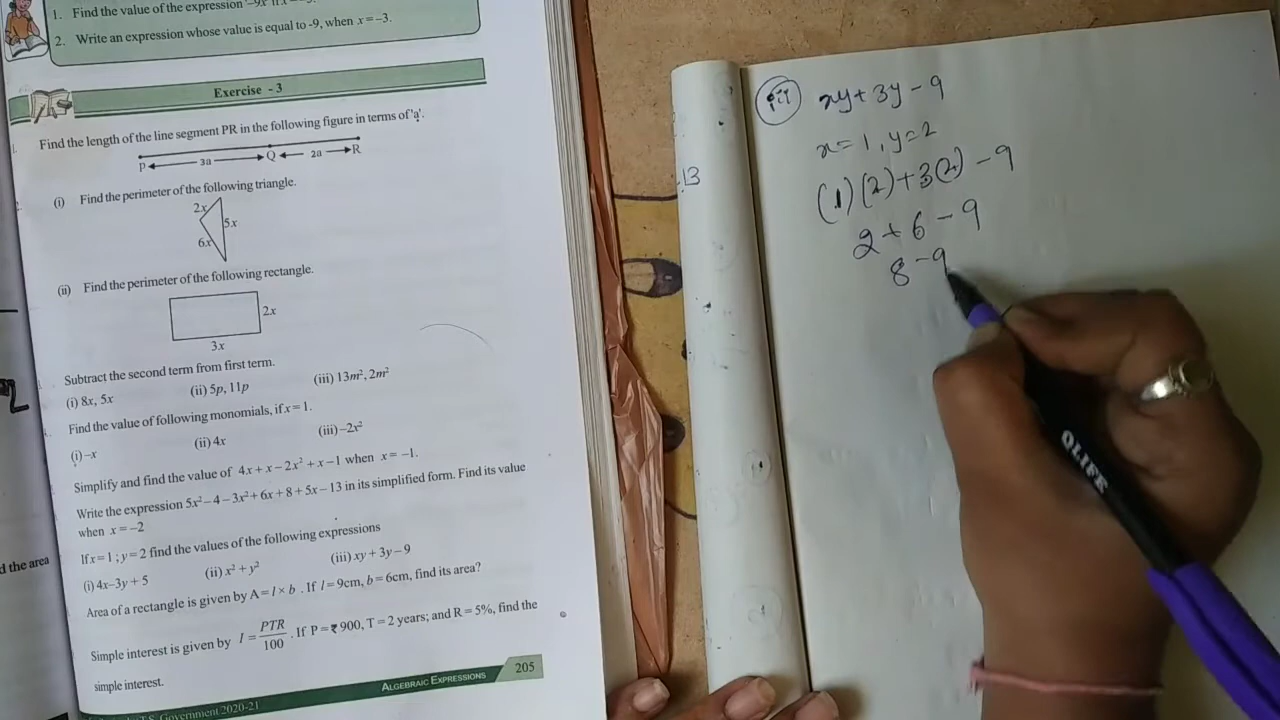 1. Find the value of the expression
2. Write an expression whose value is equal to -9, when x=–3.
Exercise - 3
Find the length of the line segment PR in the following figure in terms of 'a'.
P 3a Q 2a R
(i) Find the perimeter of the following triangle.
2x
5x
6x
(ii) Find the perimeter of the following rectangle.
2x
3x
Subtract the second term from first term.
(i) 8x, 5x (ii) 5p, 11p (iii) 13m², 2m²
Find the value of following monomials, if x = 1.
(i) –x (ii) 4x (iii) –2x²
Simplify and find the value of 4x + x – 2x² + x – 1 when x = –1.
Write the expression 5x² – 4 – 3x² + 6x + 8 + 5x – 13 in its simplified form. Find its value
when x = –2
If x = 1 ; y = 2 find the values of the following expressions
(i) 4x–3y + 5 (ii) x² + y² (iii) xy + 3y – 9
Area of a rectangle is given by A = l × b . If l = 9cm, b = 6cm, find its area?
Simple interest is given by I = PTR/100 . If P = ₹ 900, T = 2 years; and R = 5%, find the
simple interest.
Government 2020-21
ALGEBRAIC EXPRESSIONS 205
d the area
13
xy + 3y - 9
x = 1, y = 2
(1)(2) + 3(2) - 9
2 + 6 - 9
8 - 9
QLIFE